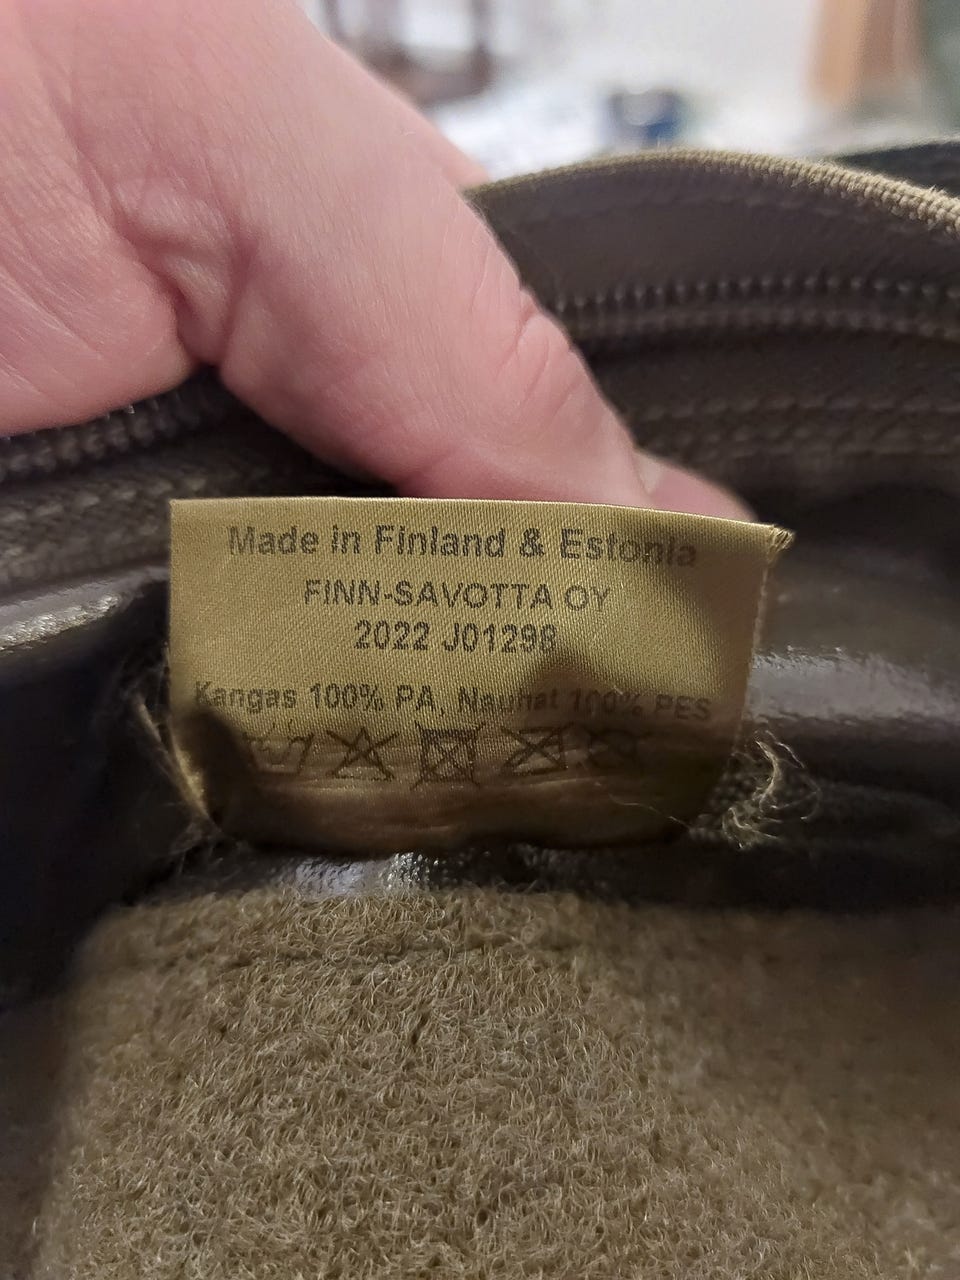 Made in Finland & Estonia
FINN-SAVOTTA OY
2022 J01298
Kangas 100% PA, Nauhat 100% PES